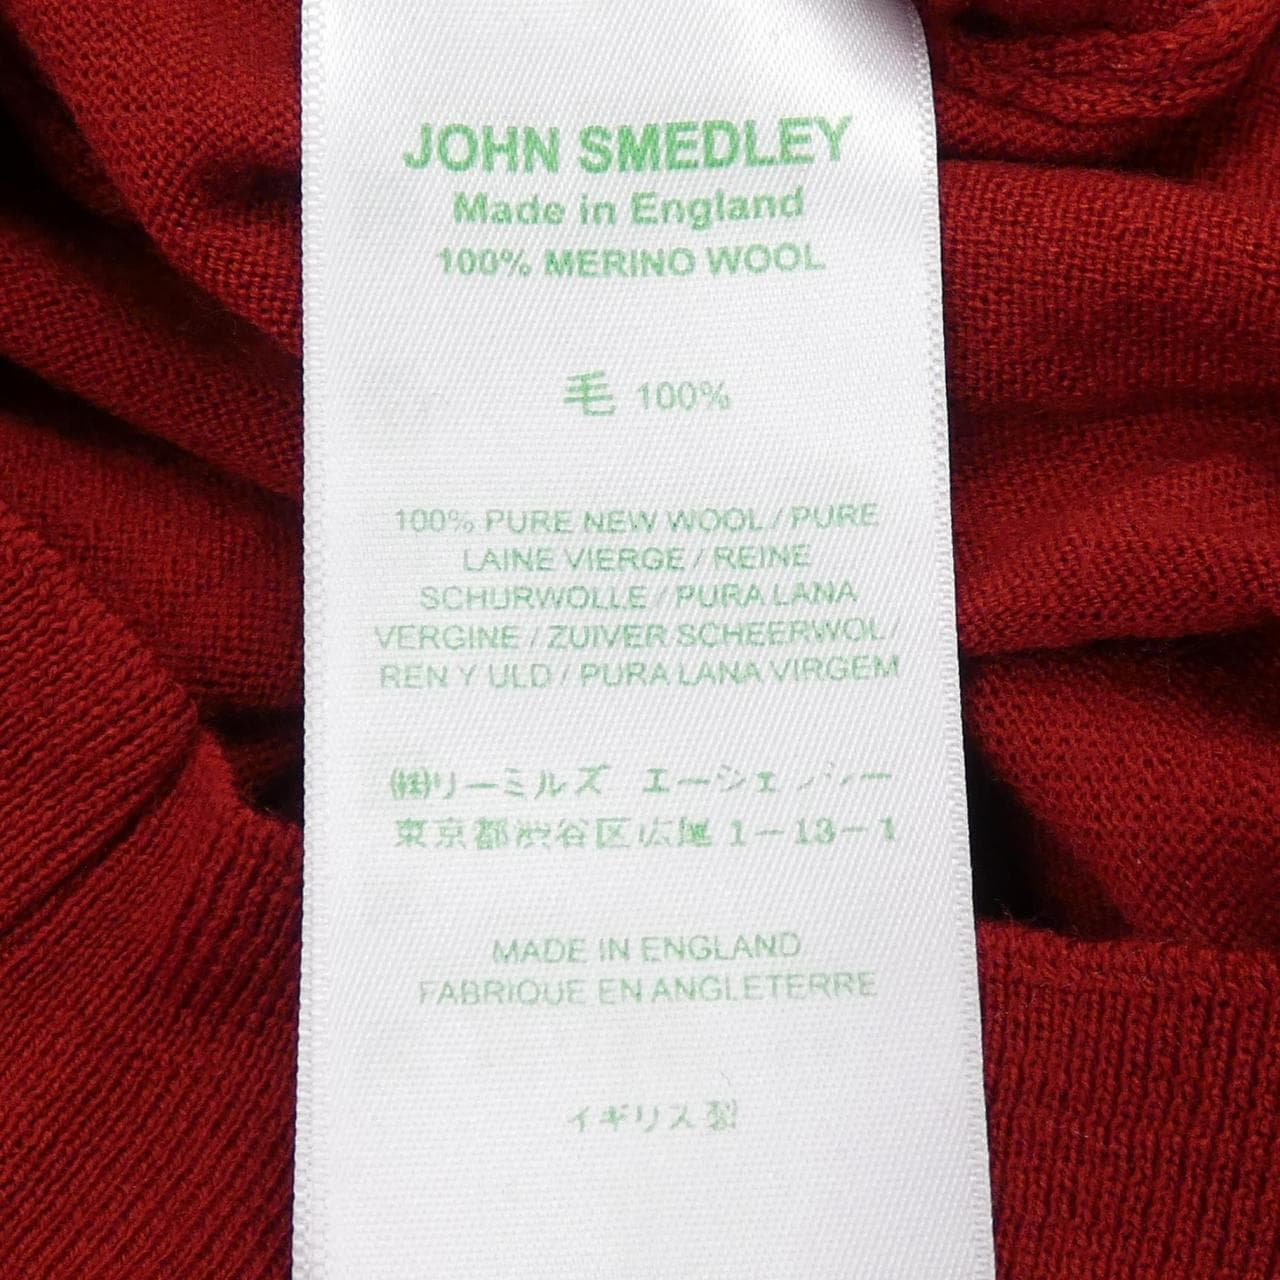 JOHN SMEDLEY
Made in England
100% MERINO WOOL
毛 100%
100% PURE NEW WOOL / PURE
LAINE VIERGE / REINE
SCHURWOLLE / PURA LANA
VERGINE / ZUIVER SCHEERWOL /
REN Y ULD / PURA LANA VIRGEM
㈱リーミルズ エージェンシー
東京都渋谷区広尾1-13-1
MADE IN ENGLAND
FABRIQUE EN ANGLETERRE
イギリス製